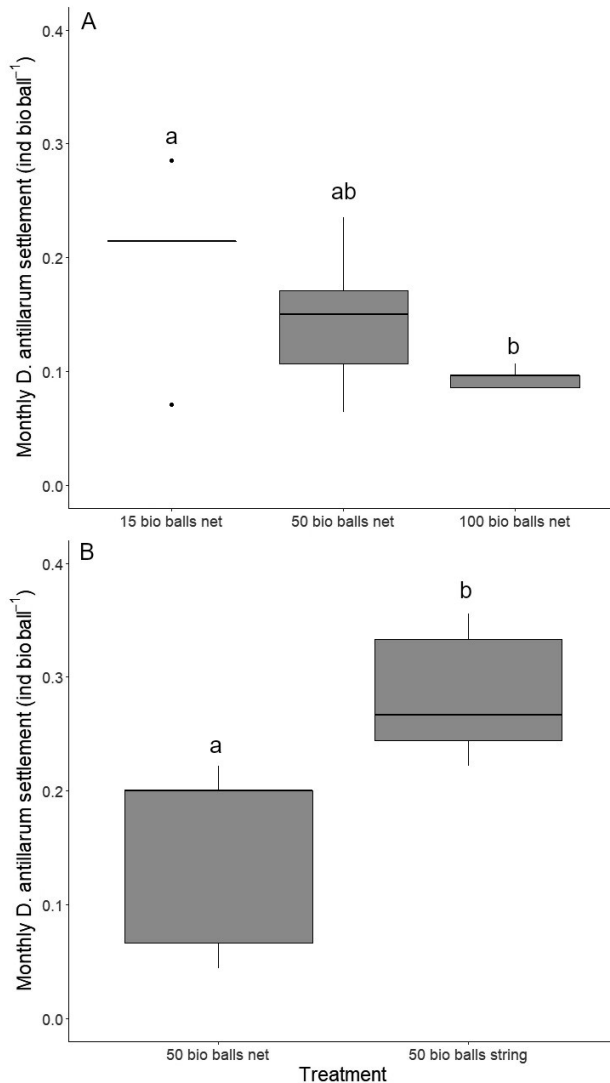 A
Monthly D. antillarum settlement (ind bio ball⁻¹)
0.4
0.3
0.2
0.1
0.0
a
ab
b
15 bio balls net
50 bio balls net
100 bio balls net
B
Monthly D. antillarum settlement (ind bio ball⁻¹)
0.4
0.3
0.2
0.1
0.0
a
b
50 bio balls net
50 bio balls string
Treatment